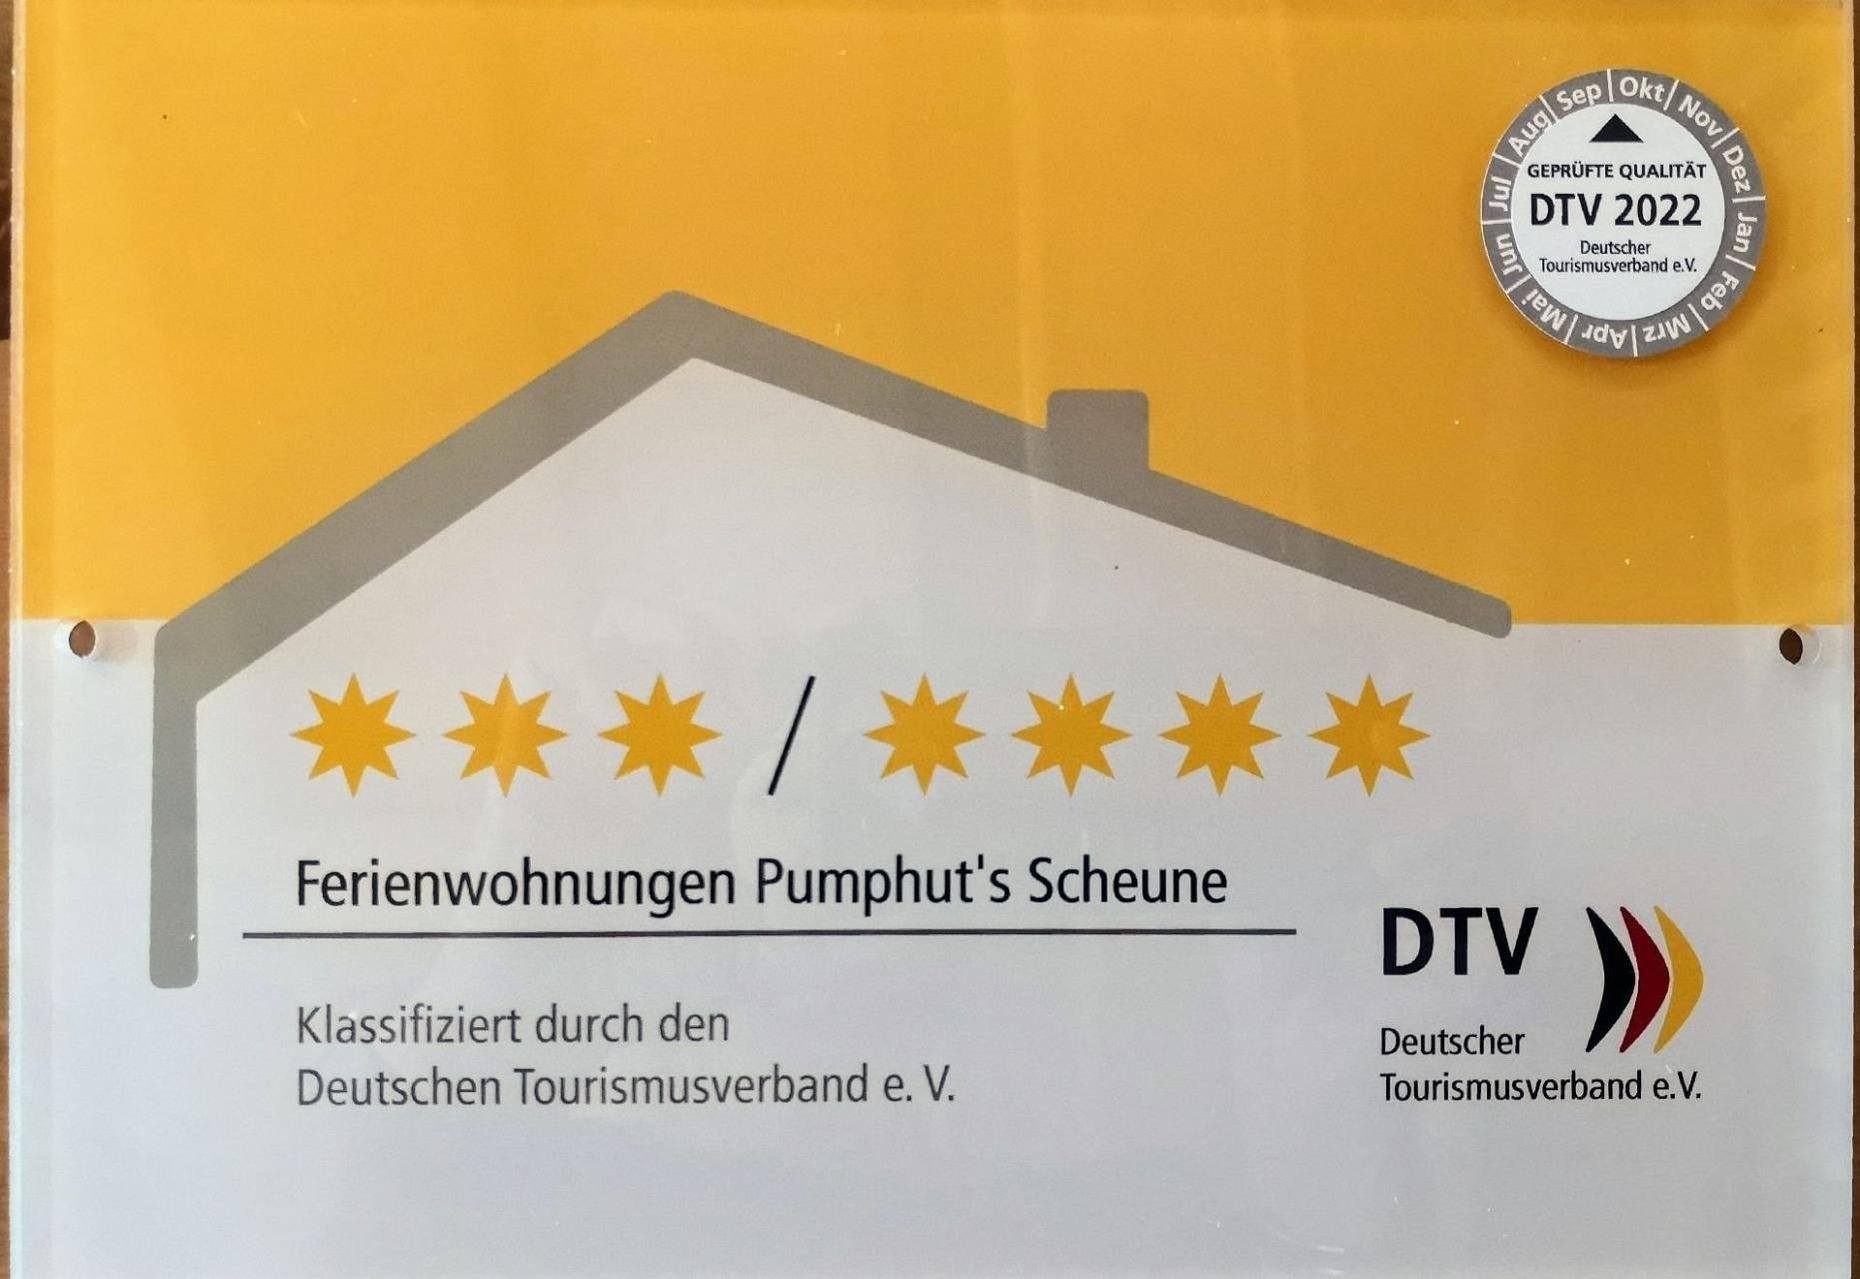 Sep | Okt | Nov | Dez | Jan | Feb | Mrz | Apr | Mai | Jun | Jul | Aug
GEPRÜFTE QUALITÄT
DTV 2022
Deutscher
Tourismusverband e.V.
/
Ferienwohnungen Pumphut's Scheune
Klassifiziert durch den
Deutschen Tourismusverband e. V.
DTV
Deutscher
Tourismusverband e.V.